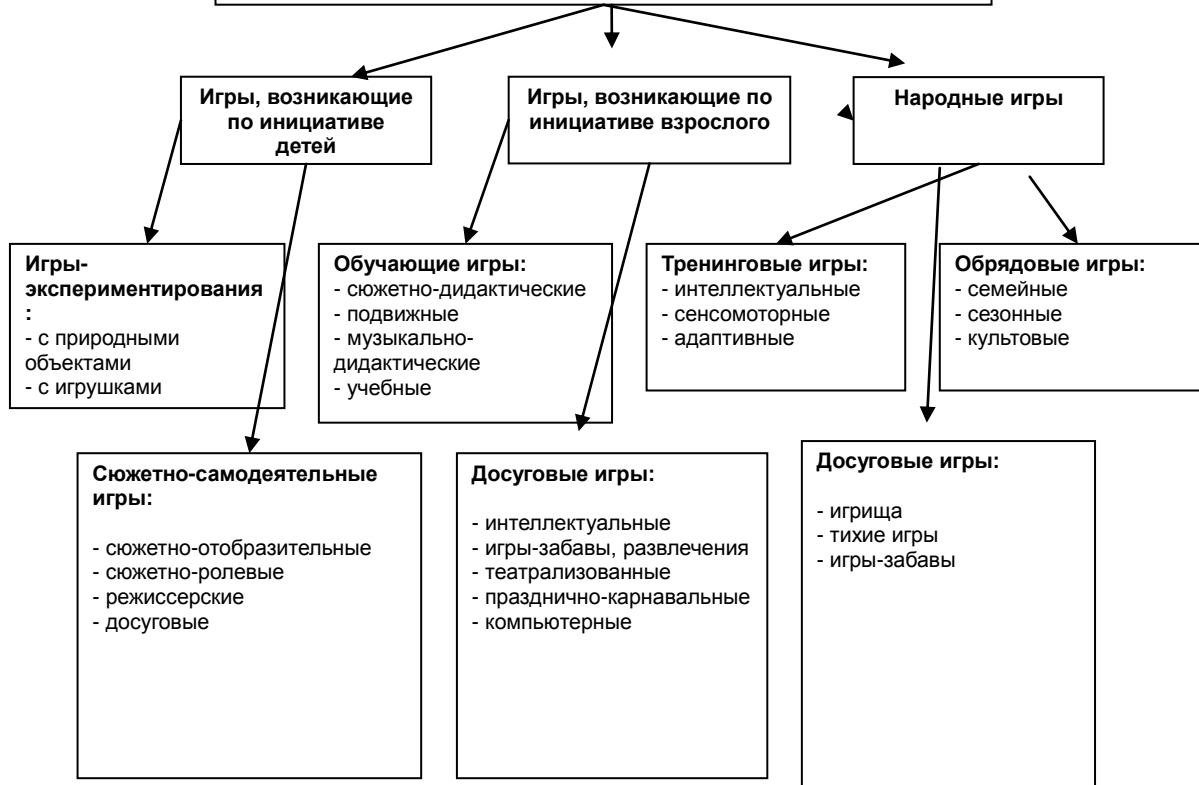 Игры, возникающие
по инициативе
детей
Игры, возникающие по
инициативе взрослого
Народные игры
Игры-
экспериментирования
:
- с природными
объектами
- с игрушками
Обучающие игры:
- сюжетно-дидактические
- подвижные
- музыкально-
дидактические
- учебные
Тренинговые игры:
- интеллектуальные
- сенсомоторные
- адаптивные
Обрядовые игры:
- семейные
- сезонные
- культовые
Сюжетно-самодеятельные
игры:
- сюжетно-отобразительные
- сюжетно-ролевые
- режиссерские
- досуговые
Досуговые игры:
- интеллектуальные
- игры-забавы, развлечения
- театрализованные
- празднично-карнавальные
- компьютерные
Досуговые игры:
- игрища
- тихие игры
- игры-забавы